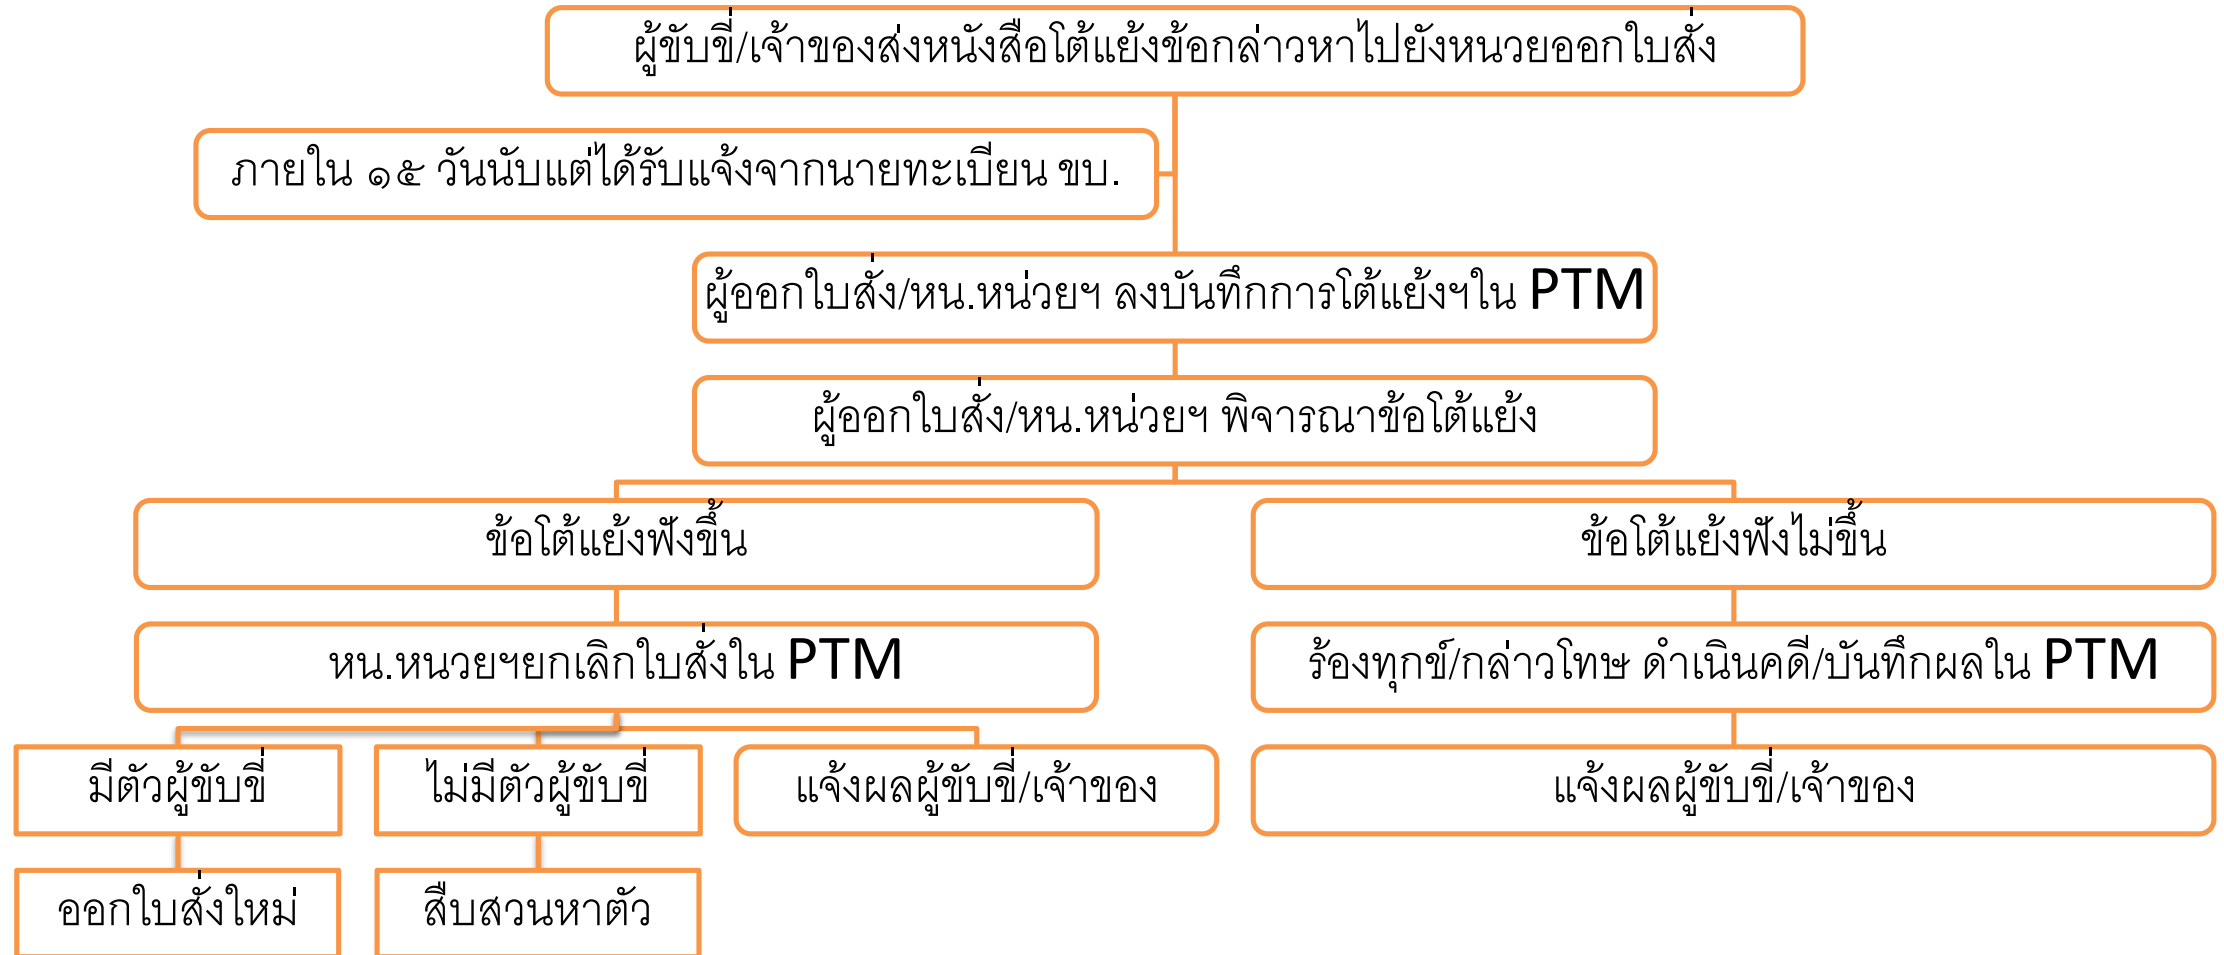 ผู้ขับขี่/เจ้าของส่งหนังสือโต้แย้งข้อกล่าวหาไปยังหนวยออกใบสั่ง
ภายใน ๑๕ วันนับแต่ได้รับแจ้งจากนายทะเบียน ขบ.
ผู้ออกใบสั่ง/หน.หน่วยฯ ลงบันทึกการโต้แย้งฯใน PTM
ผู้ออกใบสั่ง/หน.หน่วยฯ พิจารณาข้อโต้แย้ง
ข้อโต้แย้งฟังขึ้น
ข้อโต้แย้งฟังไม่ขึ้น
หน.หนวยฯยกเลิกใบสั่งใน PTM
ร้องทุกข์/กล่าวโทษ ดำเนินคดี/บันทึกผลใน PTM
มีตัวผู้ขับขี่
ไม่มีตัวผู้ขับขี่
แจ้งผลผู้ขับขี่/เจ้าของ
แจ้งผลผู้ขับขี่/เจ้าของ
ออกใบสั่งใหม่
สืบสวนหาตัว